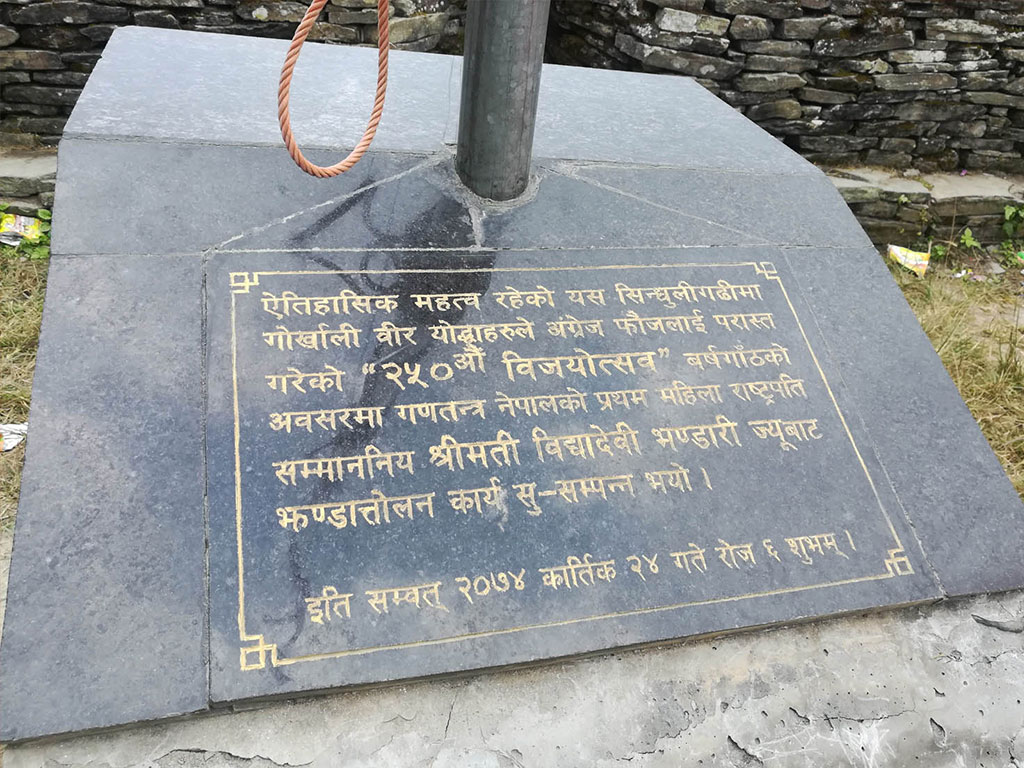 ऐतिहासिक महत्व रहेको यस सिन्धुलीगढीमा
गोर्खाली वीर योद्धाहरुले अंग्रेज फौजलाई परास्त
गरेको "२५०औं विजयोत्सव" बर्षगाँठको
अवसरमा गणतन्त्र नेपालको प्रथम महिला राष्ट्रपति
सम्माननिय श्रीमती विद्यादेवी भण्डारी ज्यूबाट
झण्डात्तोलन कार्य सु-सम्पन्न भयो ।
इति सम्वत् २०७४ कार्तिक २४ गते रोज ६ शुभम् ।